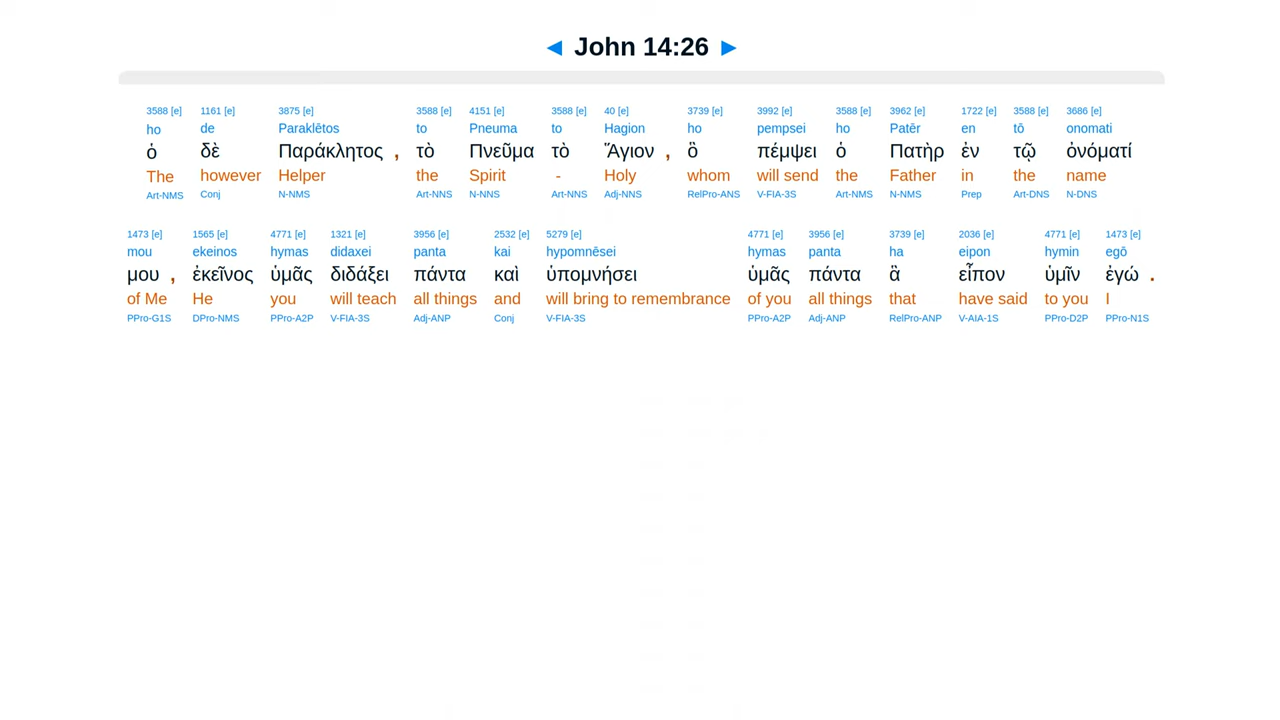 ◄ John 14:26 ►
3588 [e] 1161 [e] 3875 [e] 3588 [e] 4151 [e] 3588 [e] 40 [e] 3739 [e] 3992 [e] 3588 [e] 3962 [e] 1722 [e] 3588 [e] 3686 [e]
ho de Paraklētos to Pneuma to Hagion ho pempsei ho Patēr en tō onomati
ὁ δὲ Παράκλητος , τὸ Πνεῦμα τὸ Ἅγιον , ὃ πέμψει ὁ Πατὴρ ἐν τῷ ὀνόματί
The however Helper the Spirit - Holy whom will send the Father in the name
Art-NMS Conj N-NMS Art-NNS N-NNS Art-NNS Adj-NNS RelPro-ANS V-FIA-3S Art-NMS N-NMS Prep Art-DNS N-DNS
1473 [e] 1565 [e] 4771 [e] 1321 [e] 3956 [e] 2532 [e] 5279 [e] 4771 [e] 3956 [e] 3739 [e] 2036 [e] 4771 [e] 1473 [e]
mou ekeinos hymas didaxei panta kai hypomnēsei hymas panta ha eipon hymin egō
μου , ἐκεῖνος ὑμᾶς διδάξει πάντα καὶ ὑπομνήσει ὑμᾶς πάντα ἃ εἶπον ὑμῖν ἐγώ .
of Me He you will teach all things and will bring to remembrance of you all things that have said to you I
PPro-G1S DPro-NMS PPro-A2P V-FIA-3S Adj-ANP Conj V-FIA-3S PPro-A2P Adj-ANP RelPro-ANP V-AIA-1S PPro-D2P PPro-N1S